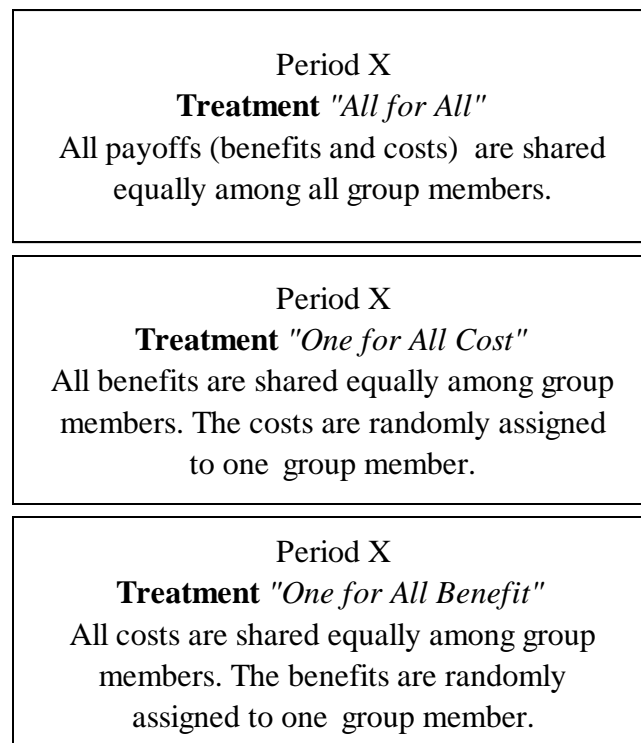 Period X
Treatment "All for All"
All payoffs (benefits and costs) are shared
equally among all group members.
Period X
Treatment "One for All Cost"
All benefits are shared equally among group
members. The costs are randomly assigned
to one group member.
Period X
Treatment "One for All Benefit"
All costs are shared equally among group
members. The benefits are randomly
assigned to one group member.